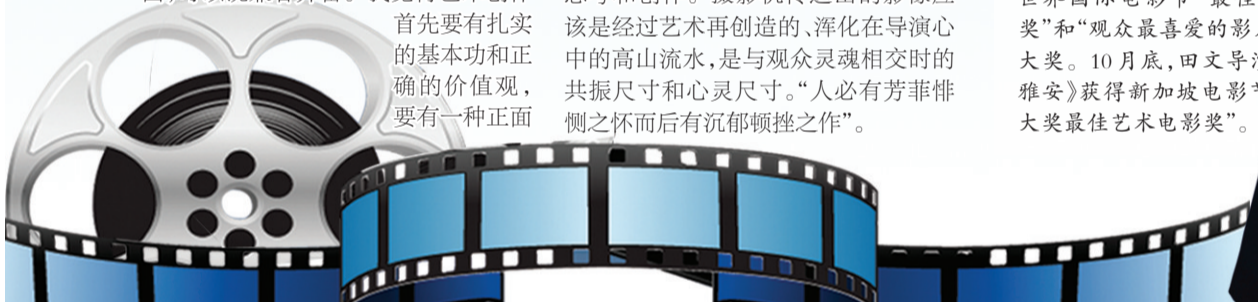 首先要有扎实
的基本功和正
确的价值观，
要有一种正面
该是经过艺术再创造的、浑化在导演心
中的高山流水，是与观众灵魂相交时的
共振尺寸和心灵尺寸。“人必有芳菲悱
恻之怀而后有沉郁顿挫之作”。
奖”和“观众最喜爱的影
大奖。10月底，田文导
雅安》获得新加坡电影节
大奖最佳艺术电影奖”。